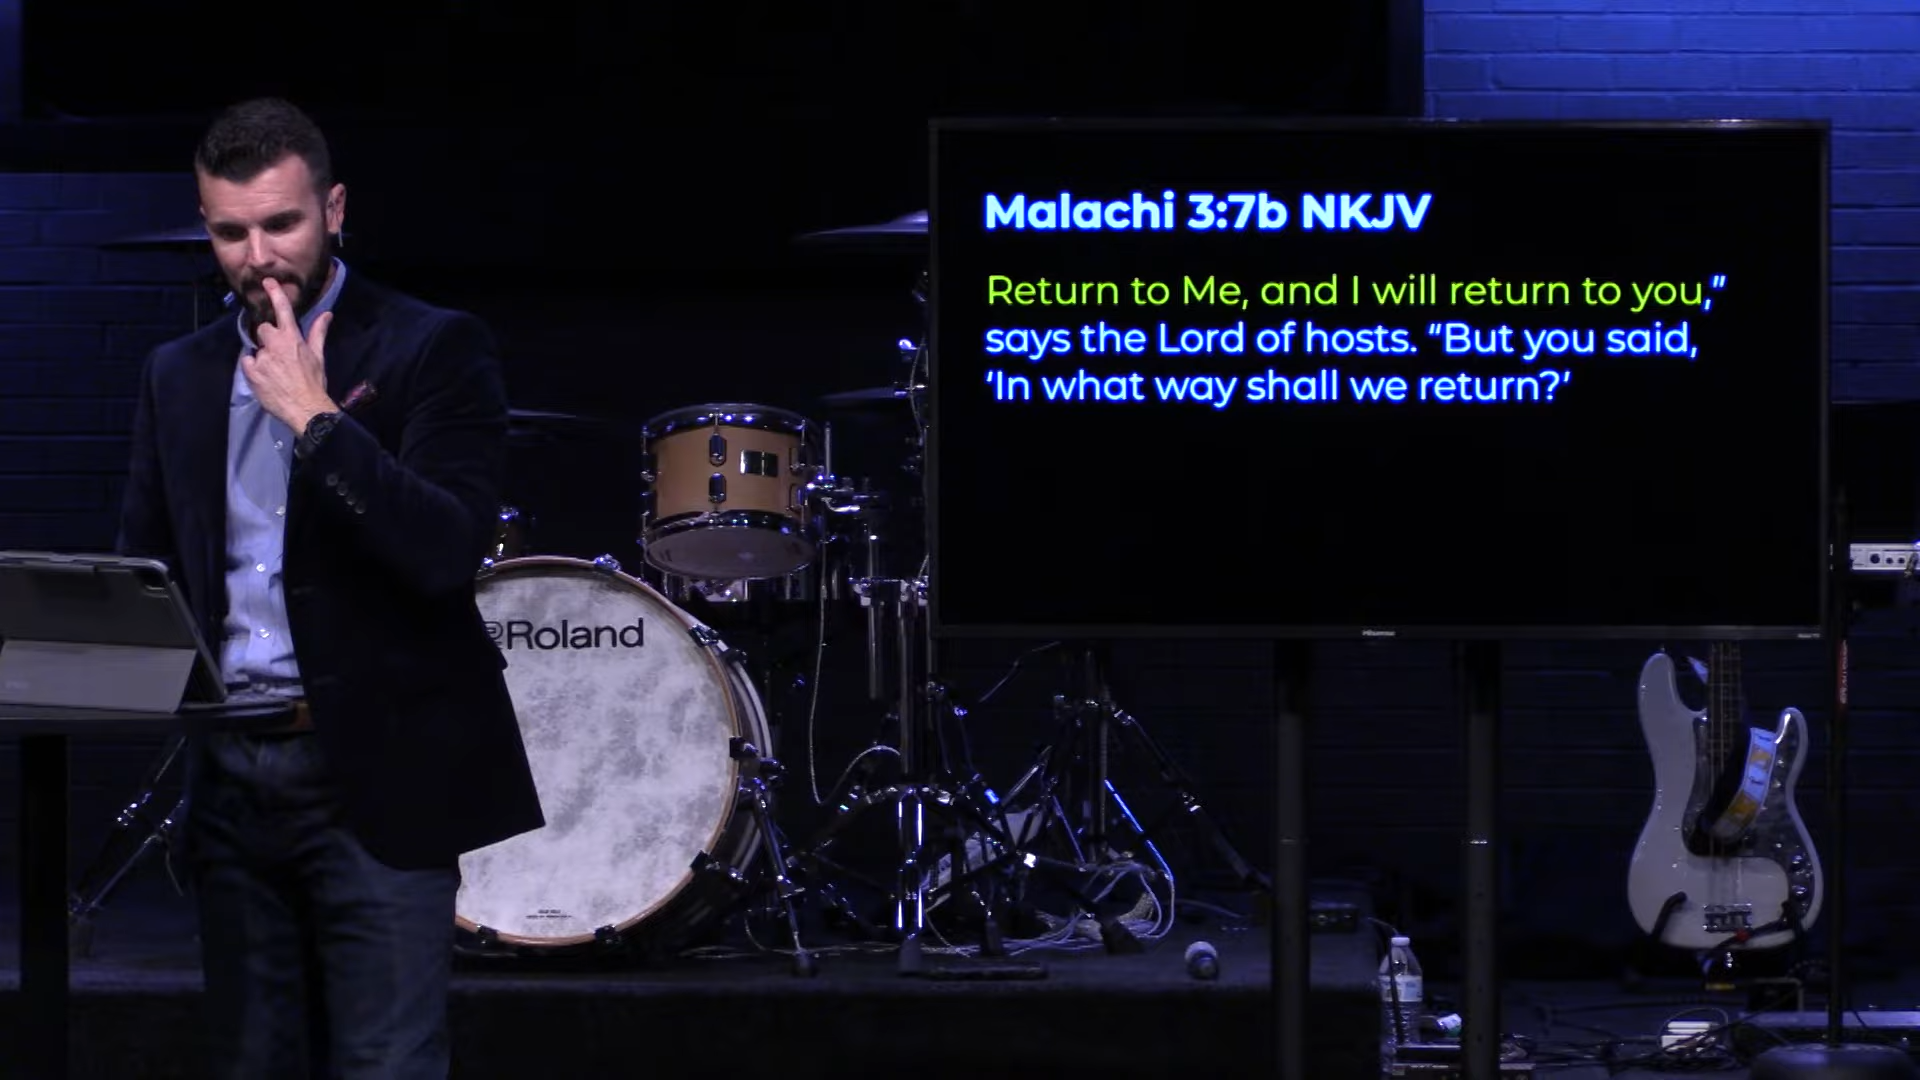 Malachi 3:7b NKJV
Return to Me, and I will return to you,”
says the Lord of hosts. “But you said,
‘In what way shall we return?’
Roland
Hisense